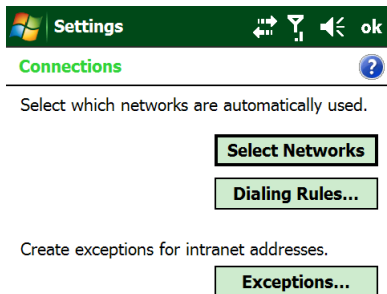 Settings
ok
Connections
?
Select which networks are automatically used.
Select Networks
Dialing Rules...
Create exceptions for intranet addresses.
Exceptions...